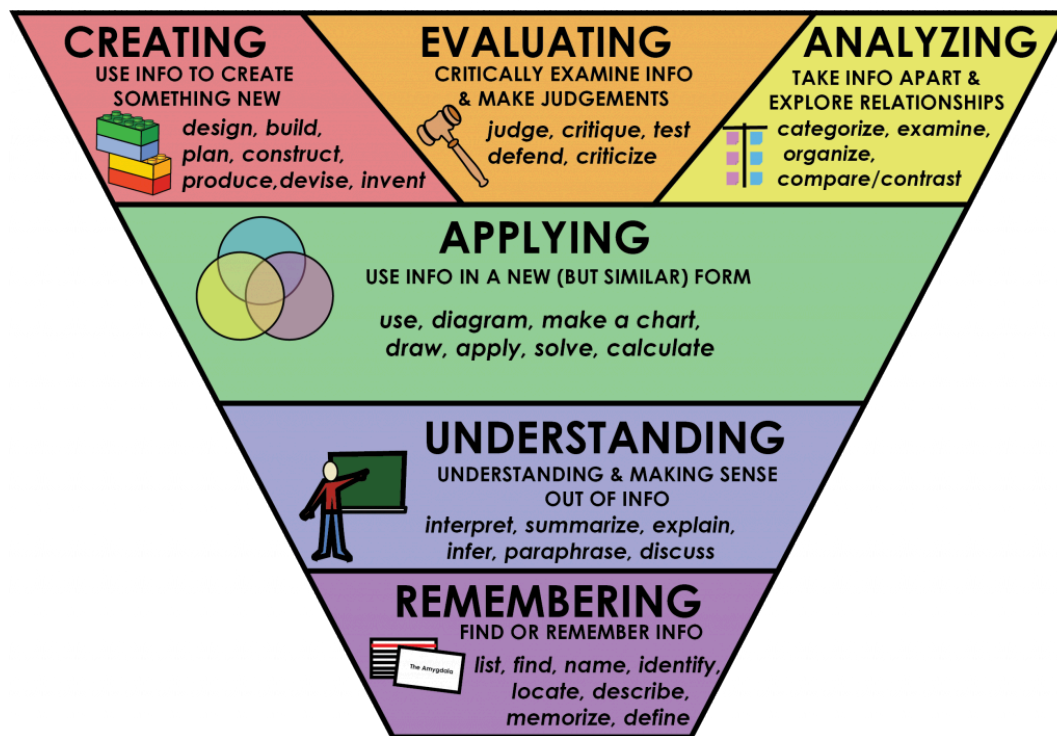 CREATING
USE INFO TO CREATE
SOMETHING NEW
design, build,
plan, construct,
produce,devise, invent
EVALUATING
CRITICALLY EXAMINE INFO
& MAKE JUDGEMENTS
judge, critique, test
defend, criticize
ANALYZING
TAKE INFO APART &
EXPLORE RELATIONSHIPS
categorize, examine,
organize,
compare/contrast
APPLYING
USE INFO IN A NEW (BUT SIMILAR) FORM
use, diagram, make a chart,
draw, apply, solve, calculate
UNDERSTANDING
UNDERSTANDING & MAKING SENSE
OUT OF INFO
interpret, summarize, explain,
infer, paraphrase, discuss
REMEMBERING
FIND OR REMEMBER INFO
The Amygdala
list, find, name, identify,
locate, describe,
memorize, define